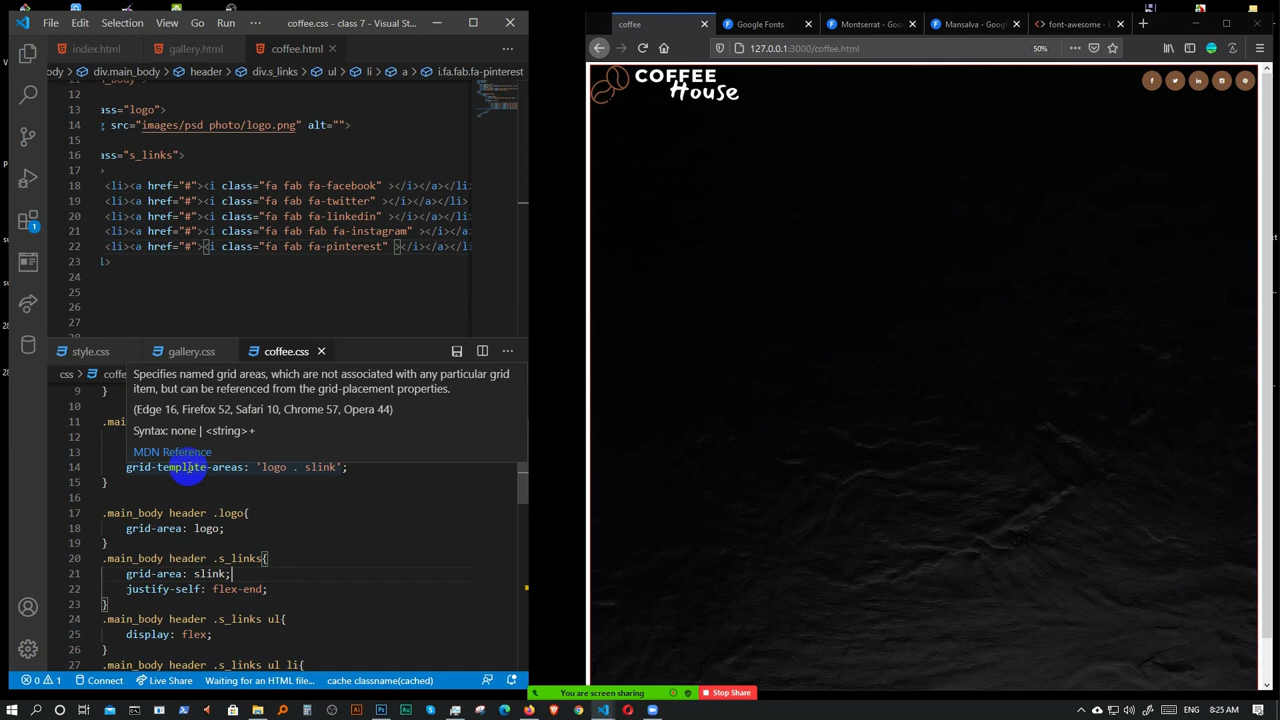 File Edit Selection View Go Run ··· coffee.css - class 7 - Visual St...
index.html gallery.html coffee.html
ody > div.main_body > header > div.s_links > ul > li > a > i.fa.fab.fa-pinterest
12
13 ass="logo">
14 g src="images/psd photo/logo.png" alt="">
15
16 ass="s_links">
17 >
18 <li><a href="#"><i class="fa fab fa-facebook" ></i></a></li>
19 <li><a href="#"><i class="fa fab fa-twitter" ></i></a></li>
20 <li><a href="#"><i class="fa fab fa-linkedin" ></i></a></li>
21 <li><a href="#"><i class="fa fab fab fa-instagram" ></i></a></li
22 <li><a href="#"><i class="fa fab fa-pinterest" ></i></a></li
23 l>
24
25
26
27
style.css gallery.css coffee.css
css > coffe
Specifies named grid areas, which are not associated with any particular grid
item, but can be referenced from the grid-placement properties.
(Edge 16, Firefox 52, Safari 10, Chrome 57, Opera 44)
Syntax: none | <string>+
MDN Reference
9 }
10
11 .mai
12
13
14 grid-template-areas: 'logo . slink';
15 }
16
17 .main_body header .logo{
18 grid-area: logo;
19 }
20 .main_body header .s_links{
21 grid-area: slink;
22 justify-self: flex-end;
23 }
24 .main_body header .s_links ul{
25 display: flex;
26 }
27 .main_body header .s_links ul li{
0 1 Connect Live Share Waiting for an HTML file... cache classname(cached)
coffee Google Fonts Montserrat - Google Mansalva - Goog font-awesome -
127.0.0.1:3000/coffee.html 50%
COFFEE
House
You are screen sharing Stop Share
ENG 8:25 AM